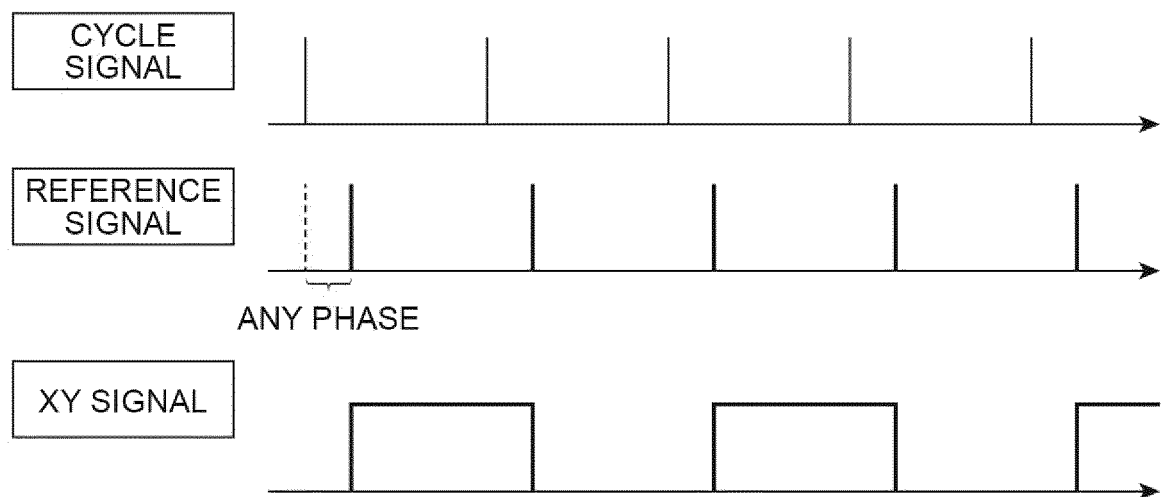 CYCLE
SIGNAL
REFERENCE
SIGNAL
ANY PHASE
XY SIGNAL